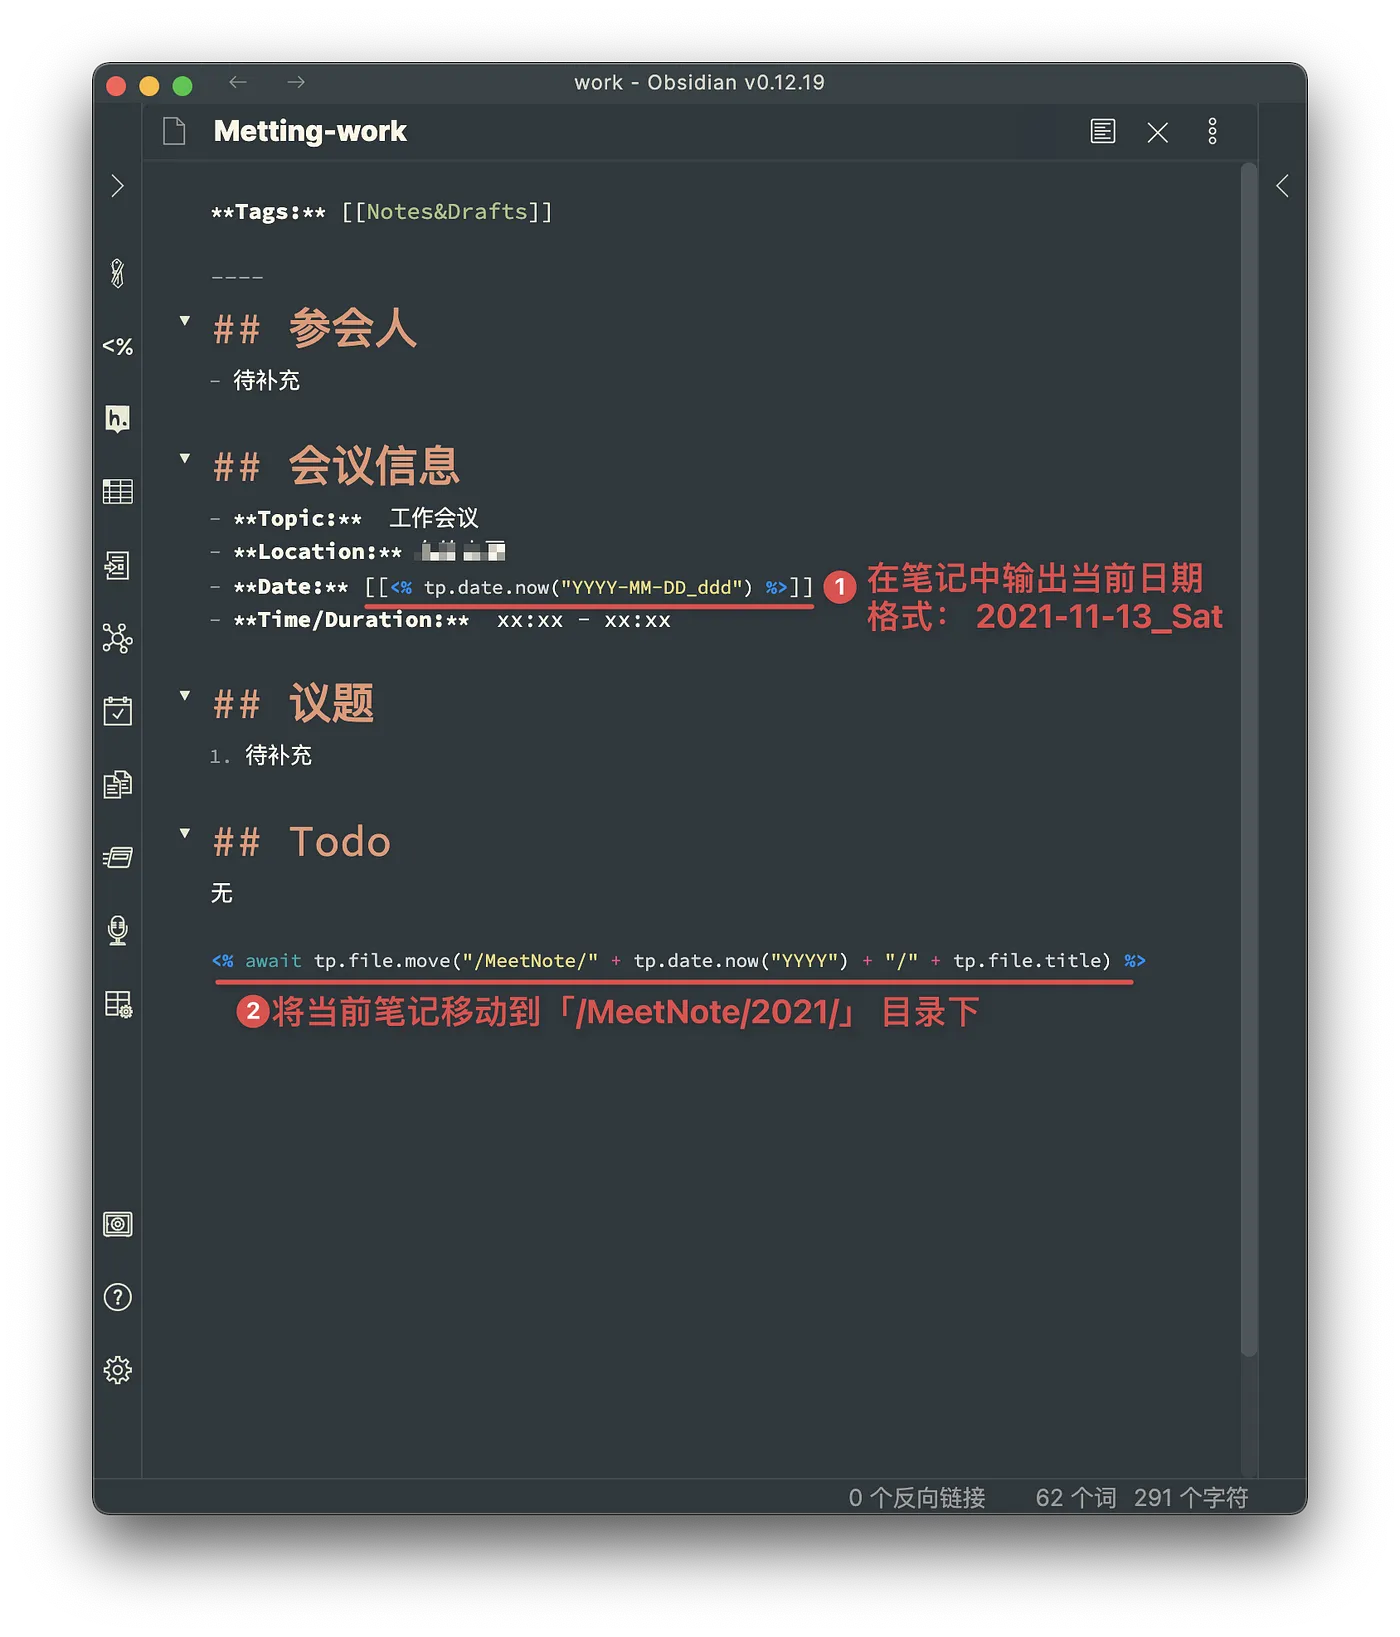 work - Obsidian v0.12.19
Metting-work
**Tags:** [[Notes&Drafts]]
----
## 参会人
- 待补充
## 会议信息
- **Topic:** 工作会议
- **Location:**
- **Date:** [[<% tp.date.now("YYYY-MM-DD_ddd") %>]]
1 在笔记中输出当前日期
格式： 2021-11-13_Sat
- **Time/Duration:** xx:xx - xx:xx
## 议题
1. 待补充
## Todo
无
<% await tp.file.move("/MeetNote/" + tp.date.now("YYYY") + "/" + tp.file.title) %>
2 将当前笔记移动到「/MeetNote/2021/」 目录下
<%
h.
0 个反向链接 62 个词 291 个字符